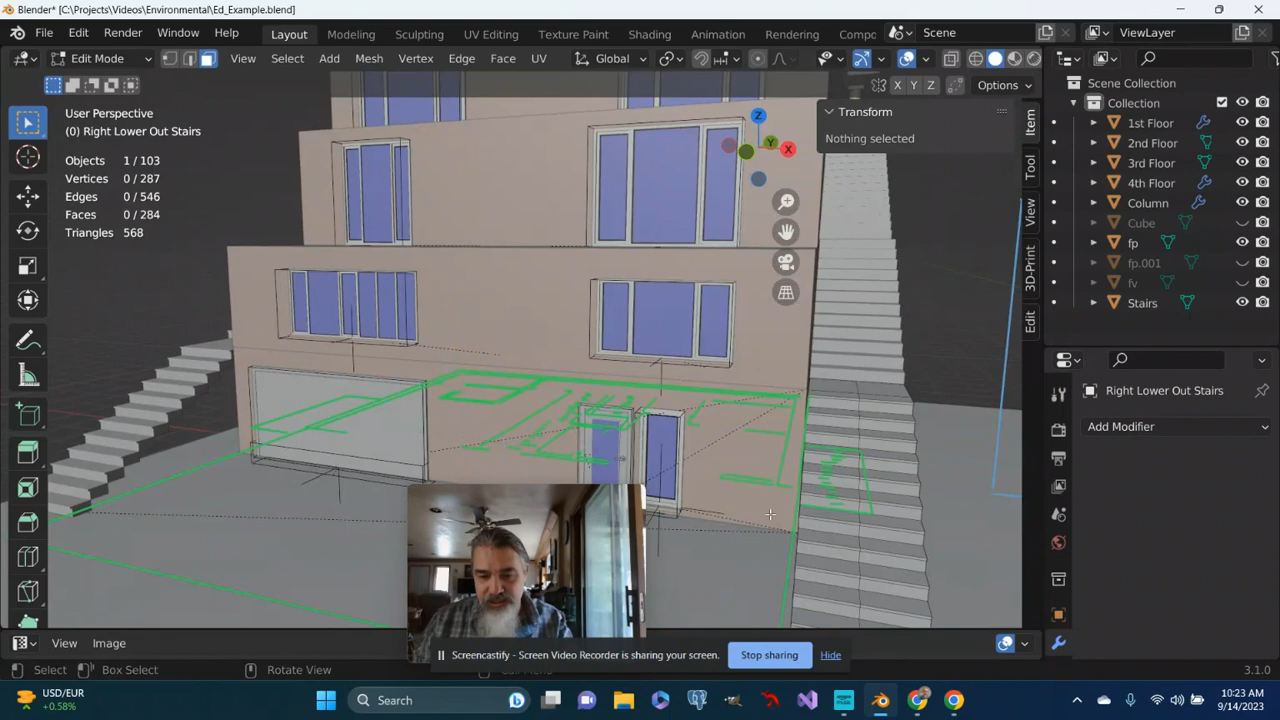 Blender* [C:\Projects\Videos\Environmental\Ed_Example.blend]
File Edit Render Window Help Layout Modeling Sculpting UV Editing Texture Paint Shading Animation Rendering Compo Scene ViewLayer
Edit Mode View Select Add Mesh Vertex Edge Face UV Global
X Y Z Options
User Perspective
(0) Right Lower Out Stairs
Objects 1 / 103
Vertices 0 / 287
Edges 0 / 546
Faces 0 / 284
Triangles 568
Transform
Nothing selected
Z
Y
X
Item
Tool
View
3D-Print
Edit
Scene Collection
Collection
1st Floor
2nd Floor
3rd Floor
4th Floor
Column
Cube
fp
fp.001
fv
Stairs
Right Lower Out Stairs
Add Modifier
View Image
Screencastify - Screen Video Recorder is sharing your screen. Stop sharing Hide
Select Box Select Rotate View
3.1.0
USD/EUR
+0.58%
Search
10:23 AM
9/14/2023